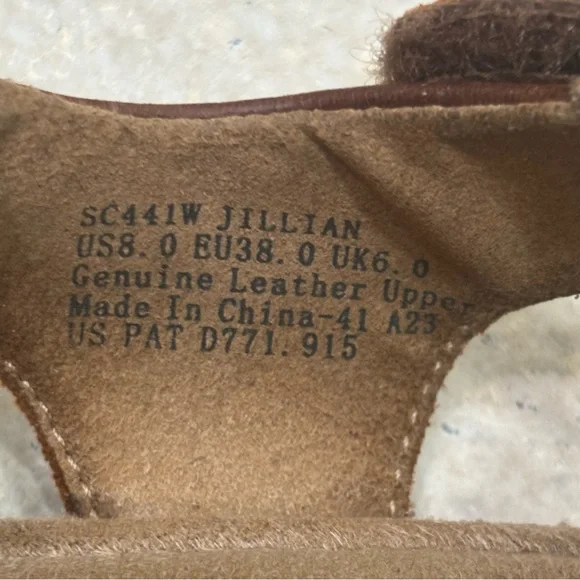 SC441W JILLIAN
US8.0 EU38.0 UK6.0
Genuine Leather Upper
Made In China-41 A23
US PAT D771.915